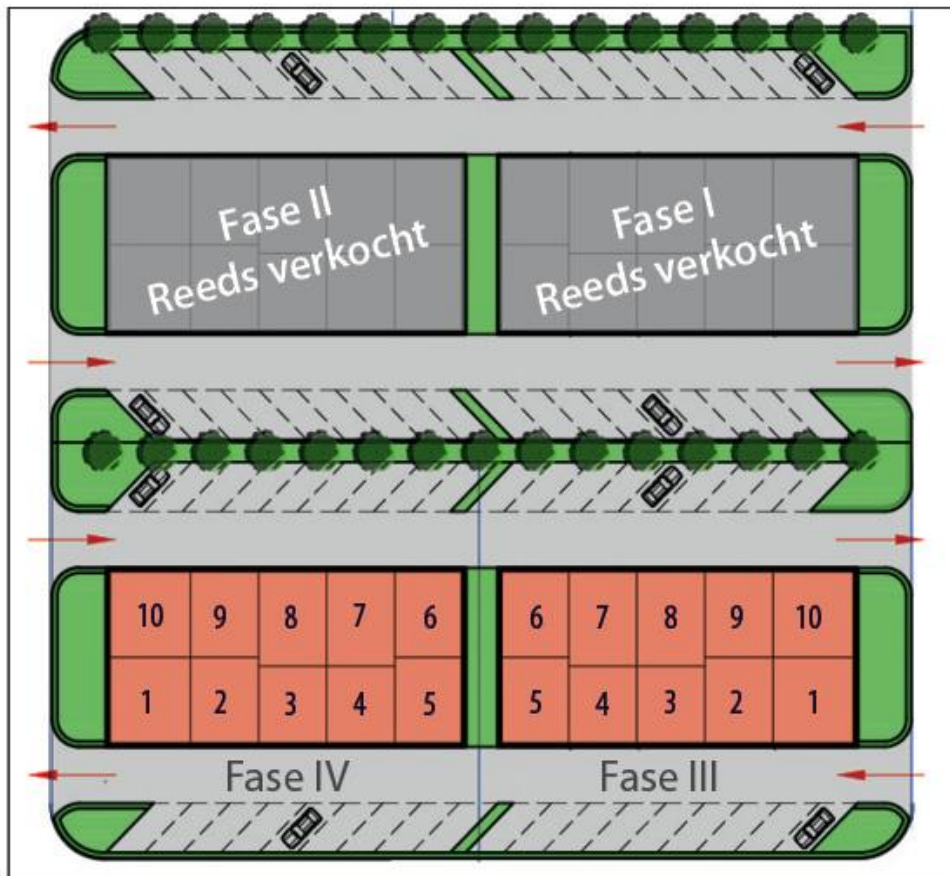 Fase II
Reeds verkocht
Fase I
Reeds verkocht
10 9 8 7 6
1 2 3 4 5
6 7 8 9 10
5 4 3 2 1
Fase IV
Fase III